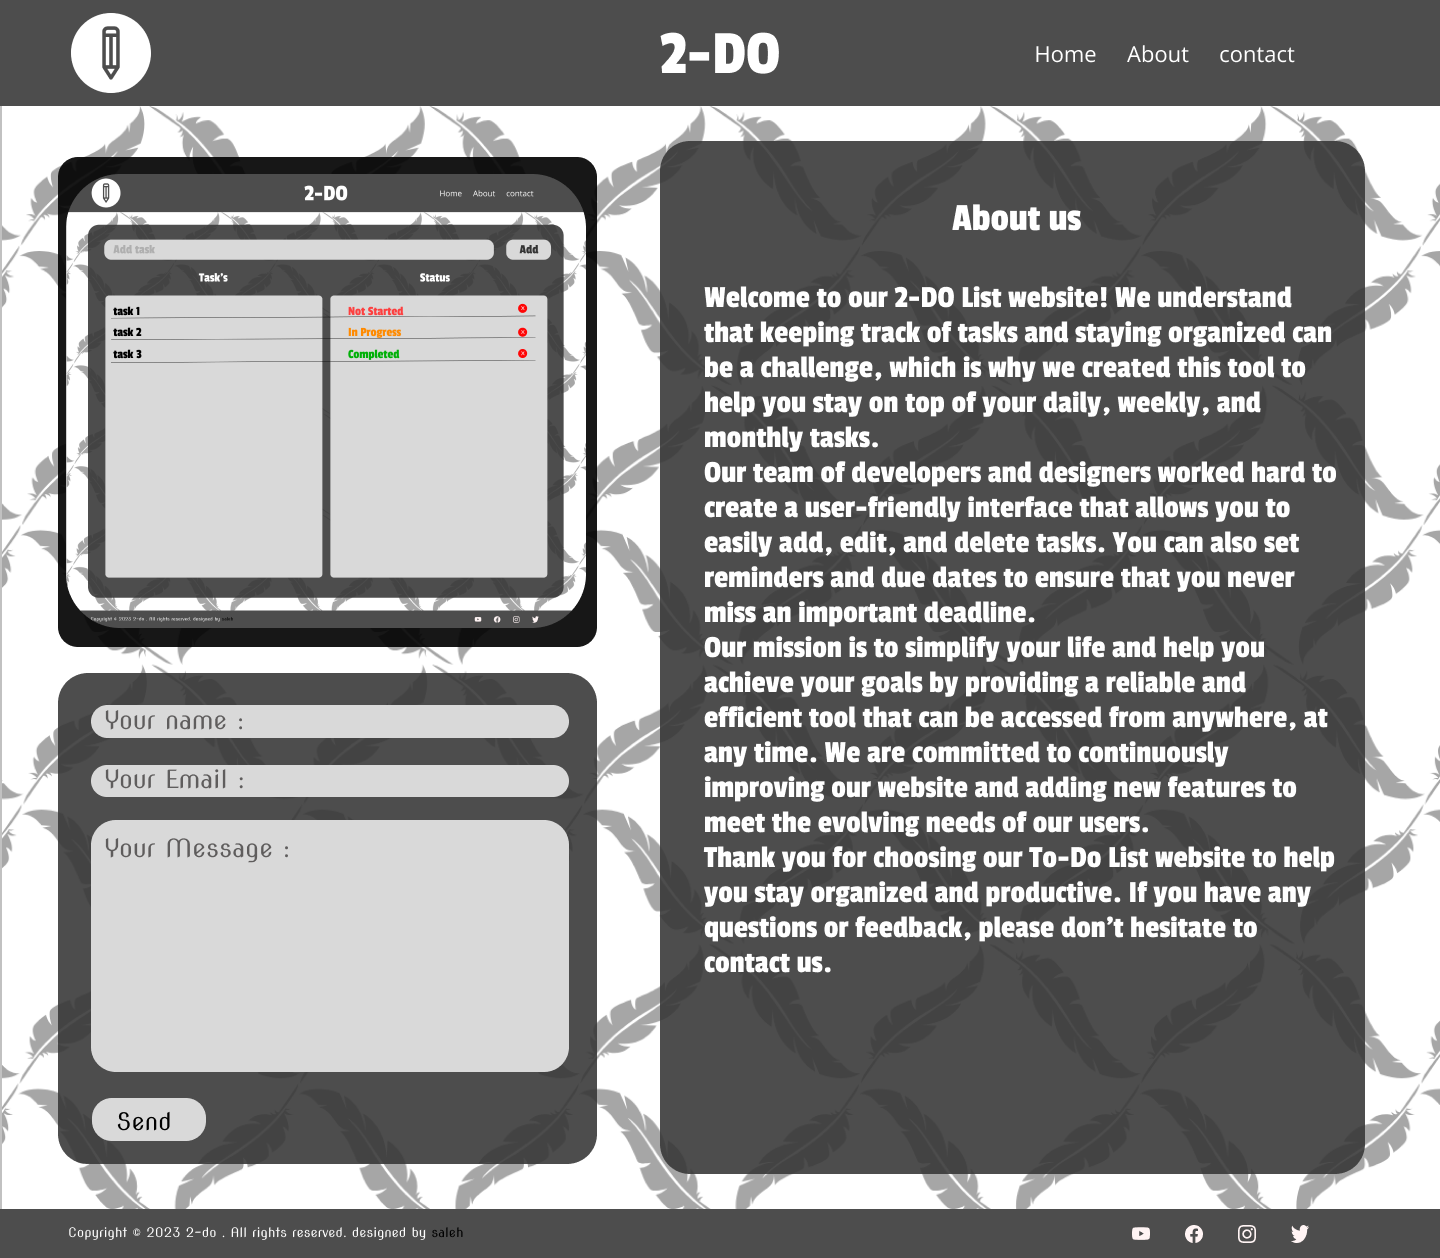 2-DO
Home About contact
2-DO
Home About contact
Add task
Add
Task's
Status
task 1
Not Started
task 2
In Progress
task 3
Completed
Copyright © 2023 2-do . All rights reserved. designed by saleh
Your name :
Your Email :
Your Message :
Send
About us
Welcome to our 2-DO List website! We understand
that keeping track of tasks and staying organized can
be a challenge, which is why we created this tool to
help you stay on top of your daily, weekly, and
monthly tasks.
Our team of developers and designers worked hard to
create a user-friendly interface that allows you to
easily add, edit, and delete tasks. You can also set
reminders and due dates to ensure that you never
miss an important deadline.
Our mission is to simplify your life and help you
achieve your goals by providing a reliable and
efficient tool that can be accessed from anywhere, at
any time. We are committed to continuously
improving our website and adding new features to
meet the evolving needs of our users.
Thank you for choosing our To-Do List website to help
you stay organized and productive. If you have any
questions or feedback, please don't hesitate to
contact us.
Copyright © 2023 2-do . All rights reserved. designed by saleh